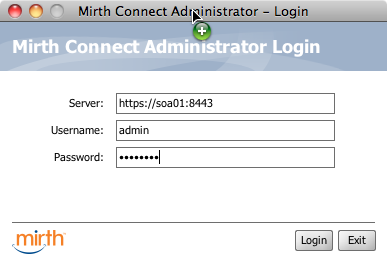 Mirth Connect Administrator – Login
Mirth Connect Administrator Login
Server: https://soa01:8443
Username: admin
Password: ••••••••
mirth
Login Exit